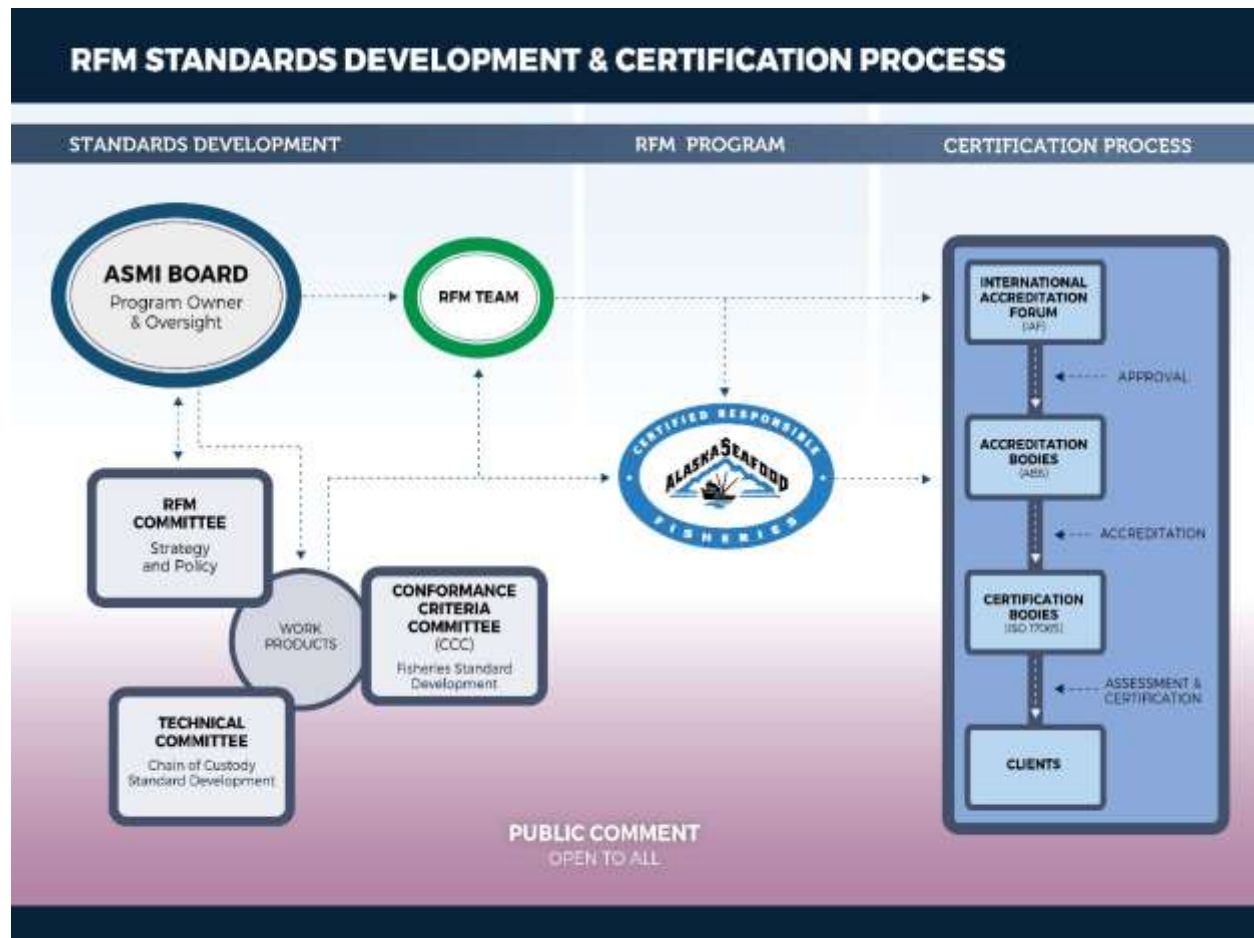 RFM STANDARDS DEVELOPMENT & CERTIFICATION PROCESS
STANDARDS DEVELOPMENT
RFM PROGRAM
CERTIFICATION PROCESS
ASMI BOARD
Program Owner
& Oversight
RFM TEAM
RFM
COMMITTEE
Strategy
and Policy
WORK
PRODUCTS
CONFORMANCE
CRITERIA
COMMITTEE
(CCC)
Fisheries Standard
Development
TECHNICAL
COMMITTEE
Chain of Custody
Standard Development
CERTIFIED RESPONSIBLE
ALASKA SEAFOOD
FISHERIES
INTERNATIONAL
ACCREDITATION
FORUM
(IAF)
APPROVAL
ACCREDITATION
BODIES
(ABS)
ACCREDITATION
CERTIFICATION
BODIES
(ISO 17065)
ASSESSMENT &
CERTIFICATION
CLIENTS
PUBLIC COMMENT
OPEN TO ALL